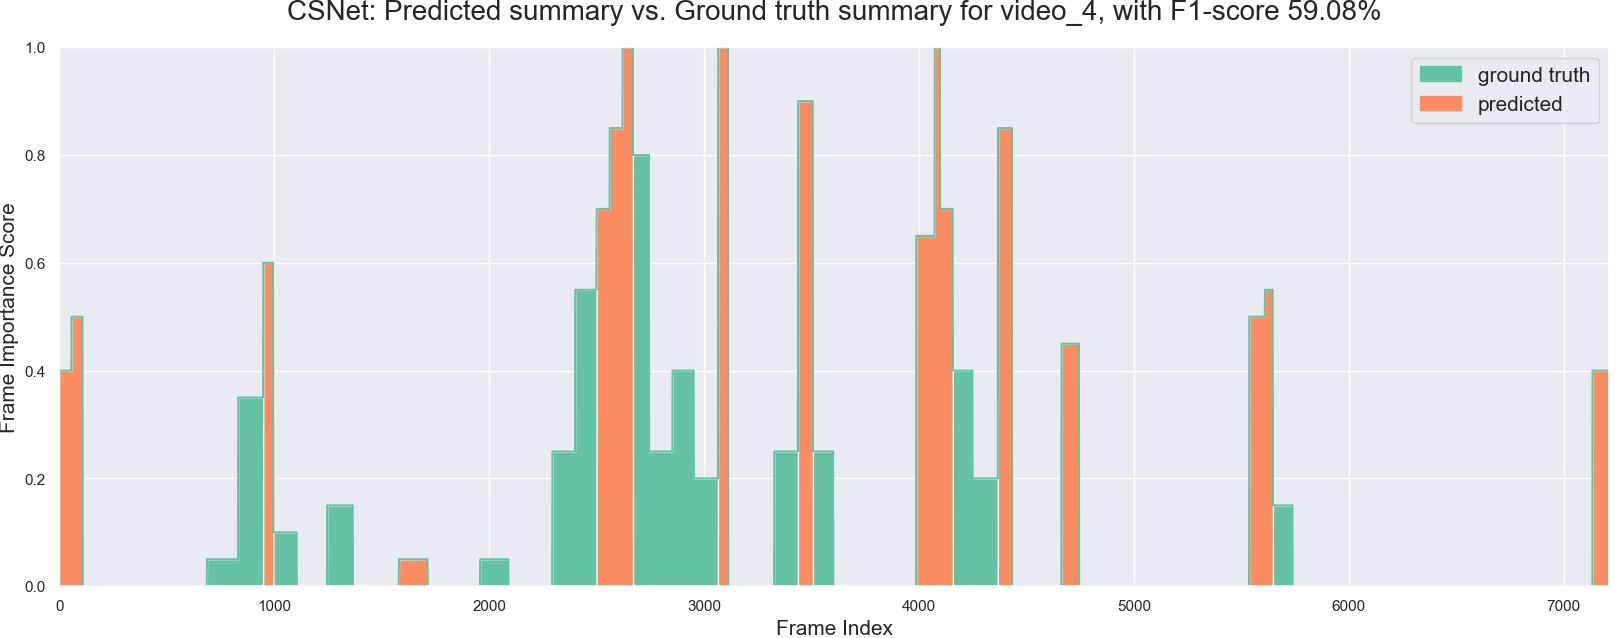 CSNet: Predicted summary vs. Ground truth summary for video_4, with F1-score 59.08%
1.0
0.8
0.6
0.4
0.2
0.0
Frame Importance Score
ground truth
predicted
0 1000 2000 3000 4000 5000 6000 7000
Frame Index